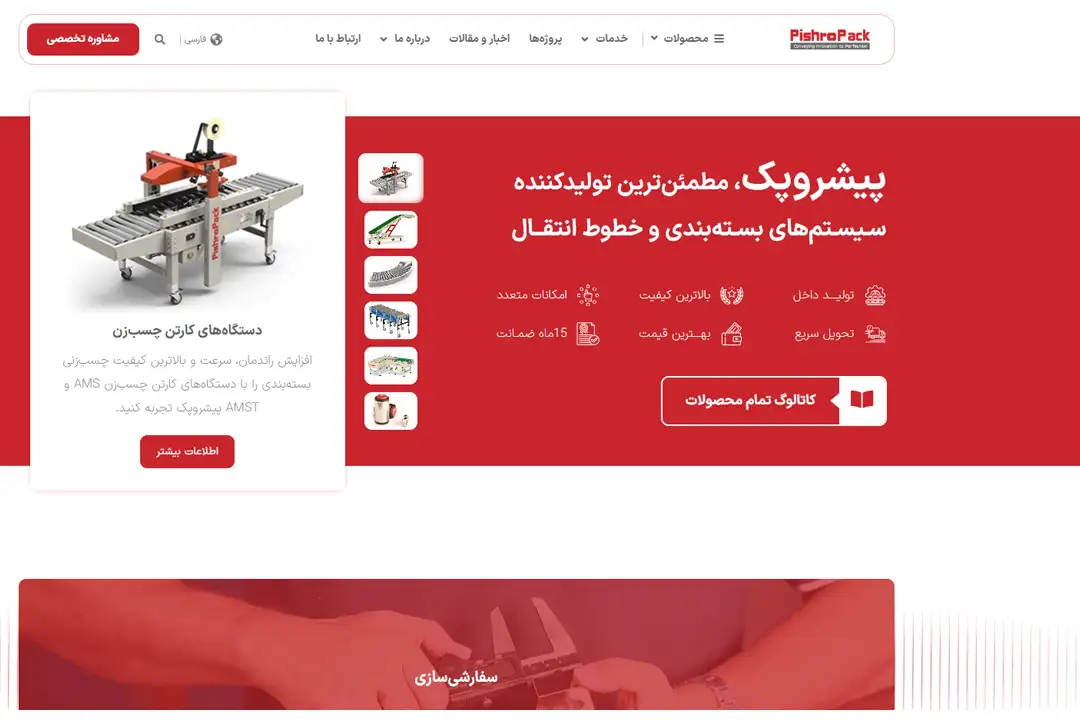 PishroPack
Conveying Innovation to Perfection
محصولات
خدمات
پروژه‌ها
اخبار و مقالات
درباره ما
ارتباط با ما
فارسی
مشاوره تخصصی
پیشروپک، مطمئن‌ترین تولیدکننده
سیستم‌های بسته‌بندی و خطوط انتقـال
تولیــد داخل
بالاترین کیفیت
امکانات متعدد
تحویل سریع
بهــترین قیمت
15ماه ضمـانت
کاتالوگ تمام محصولات
PishroPack
دستگاه‌های کارتن چسب‌زن
افزایش راندمان، سرعت و بالاترین کیفیت چسب‌زنی
بسته‌بندی را با دستگاه‌های کارتن چسب‌زن AMS و
AMST پیشروپک تجربه کنید.
اطلاعات بیشتر
سفارشی‌سازی